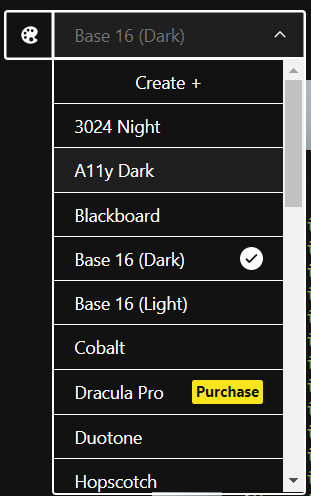 Base 16 (Dark)
Create +
3024 Night
A11y Dark
Blackboard
Base 16 (Dark)
Base 16 (Light)
Cobalt
Dracula Pro Purchase
Duotone
Hopscotch